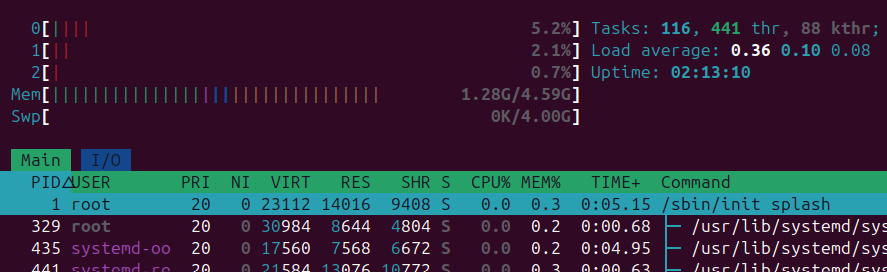 0[||||                                      5.2%] Tasks: 116, 441 thr, 88 kthr;
1[||                                        2.1%] Load average: 0.36 0.10 0.08
2[|                                         0.7%] Uptime: 02:13:10
Mem[|||||||||||||||||||||||||||||||||1.28G/4.59G]
Swp[                                    0K/4.00G]
Main I/O
PID△USER PRI NI VIRT RES SHR S CPU% MEM% TIME+ Command
1 root 20 0 23112 14016 9408 S 0.0 0.3 0:05.15 /sbin/init splash
329 root 20 0 30984 8644 4804 S 0.0 0.2 0:00.68 ├─ /usr/lib/systemd/sy
435 systemd-oo 20 0 17560 7568 6672 S 0.0 0.2 0:04.95 ├─ /usr/lib/systemd/sy
441 systemd-re 20 0 21584 13076 10772 S 0.0 0.3 0:00.63 ├─ /usr/lib/systemd/sy